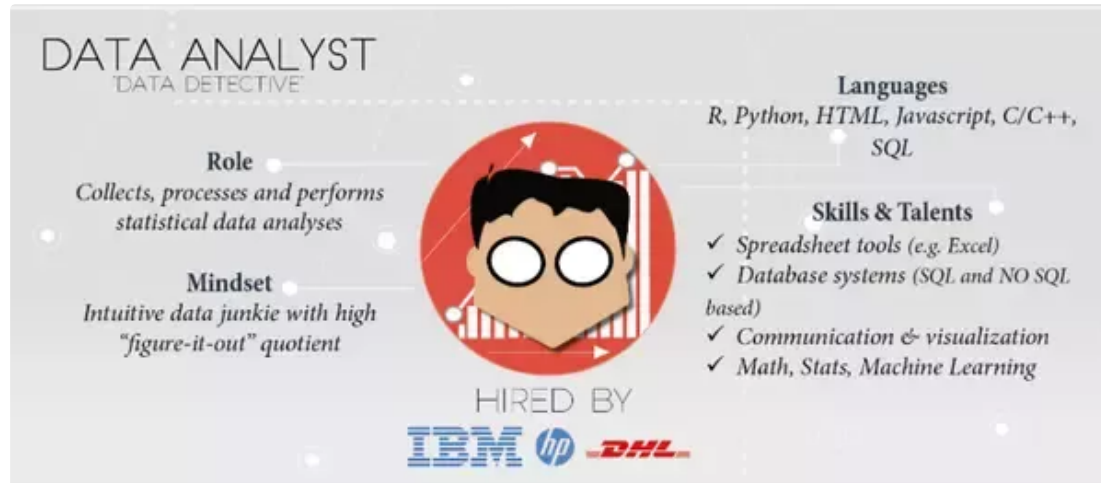 DATA ANALYST
"DATA DETECTIVE"
Role
Collects, processes and performs
statistical data analyses
Mindset
Intuitive data junkie with high
“figure-it-out” quotient
Languages
R, Python, HTML, Javascript, C/C++,
SQL
Skills & Talents
✓ Spreadsheet tools (e.g. Excel)
✓ Database systems (SQL and NO SQL
based)
✓ Communication & visualization
✓ Math, Stats, Machine Learning
HIRED BY
IBM hp DHL